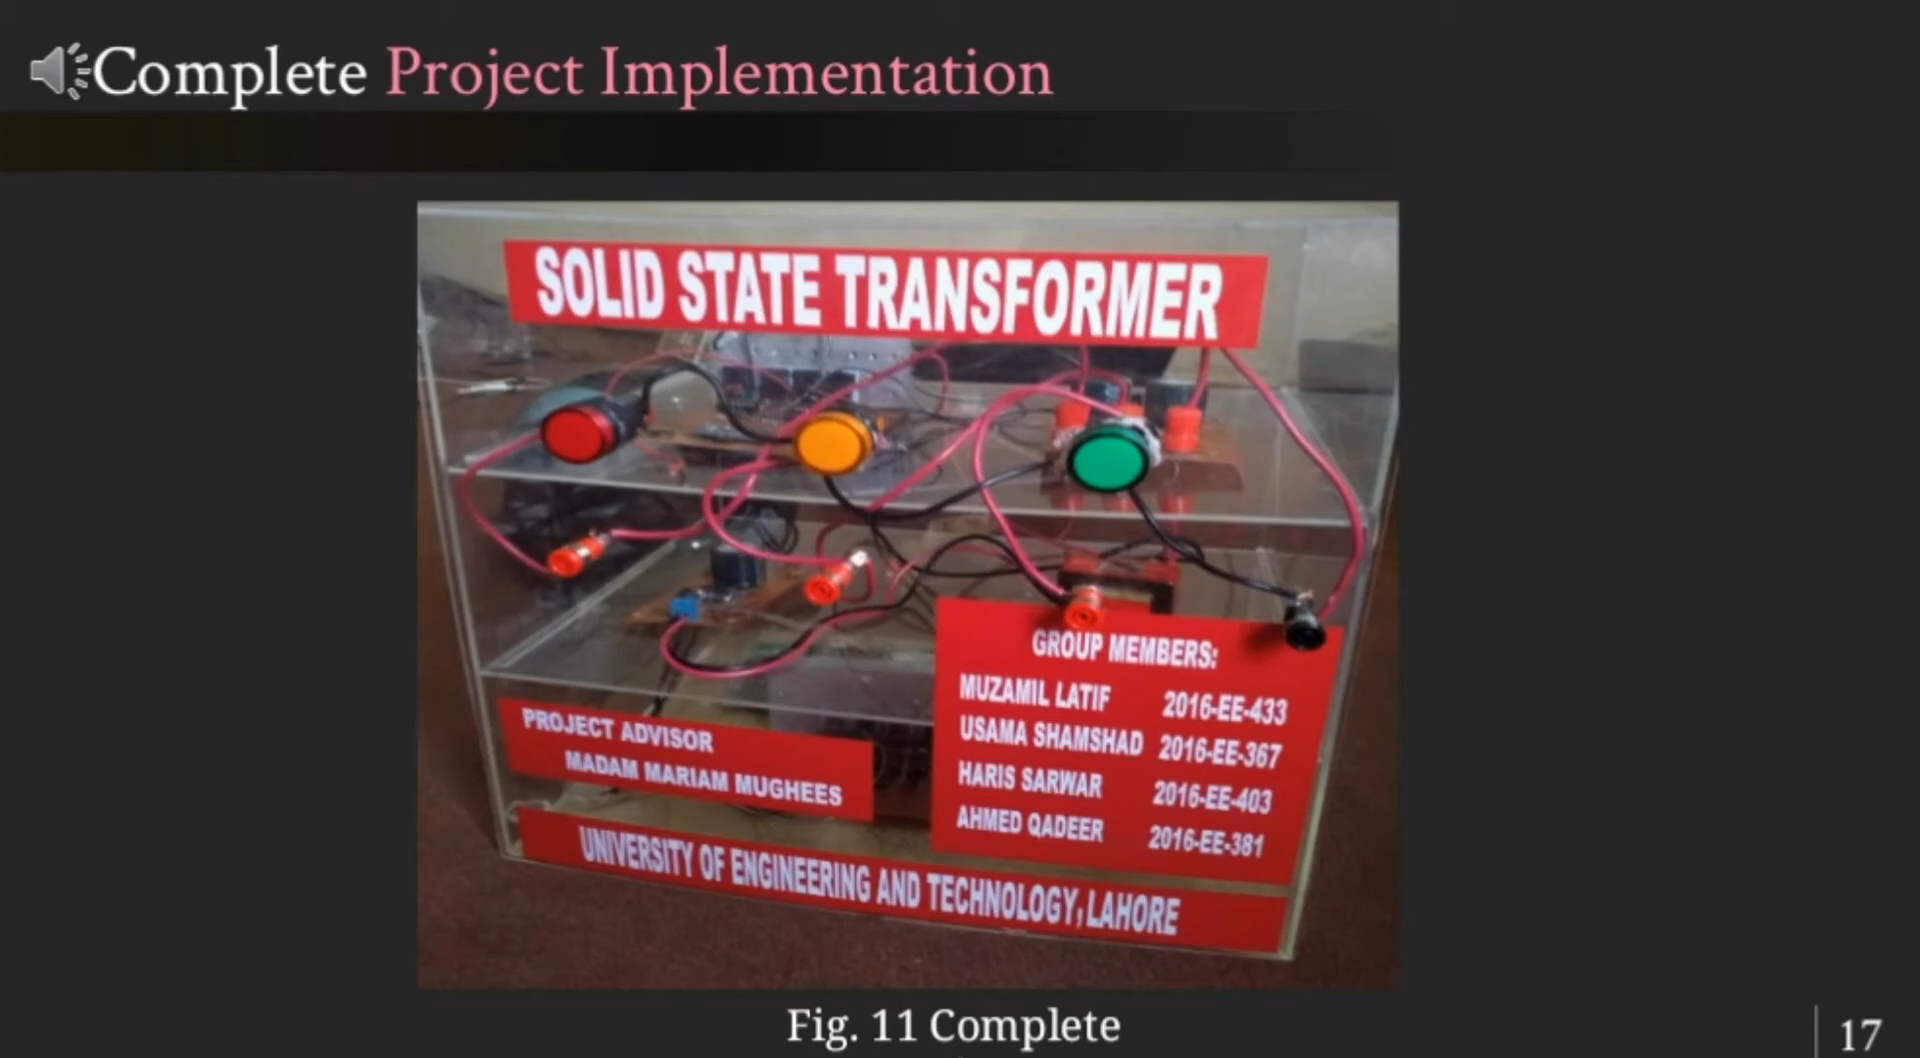 Complete Project Implementation
SOLID STATE TRANSFORMER
GROUP MEMBERS:
MUZAMIL LATIF 2016-EE-433
USAMA SHAMSHAD 2016-EE-367
HARIS SARWAR 2016-EE-403
AHMED QADEER 2016-EE-381
PROJECT ADVISOR
MADAM MARIAM MUGHEES
UNIVERSITY OF ENGINEERING AND TECHNOLOGY, LAHORE
Fig. 11 Complete
17